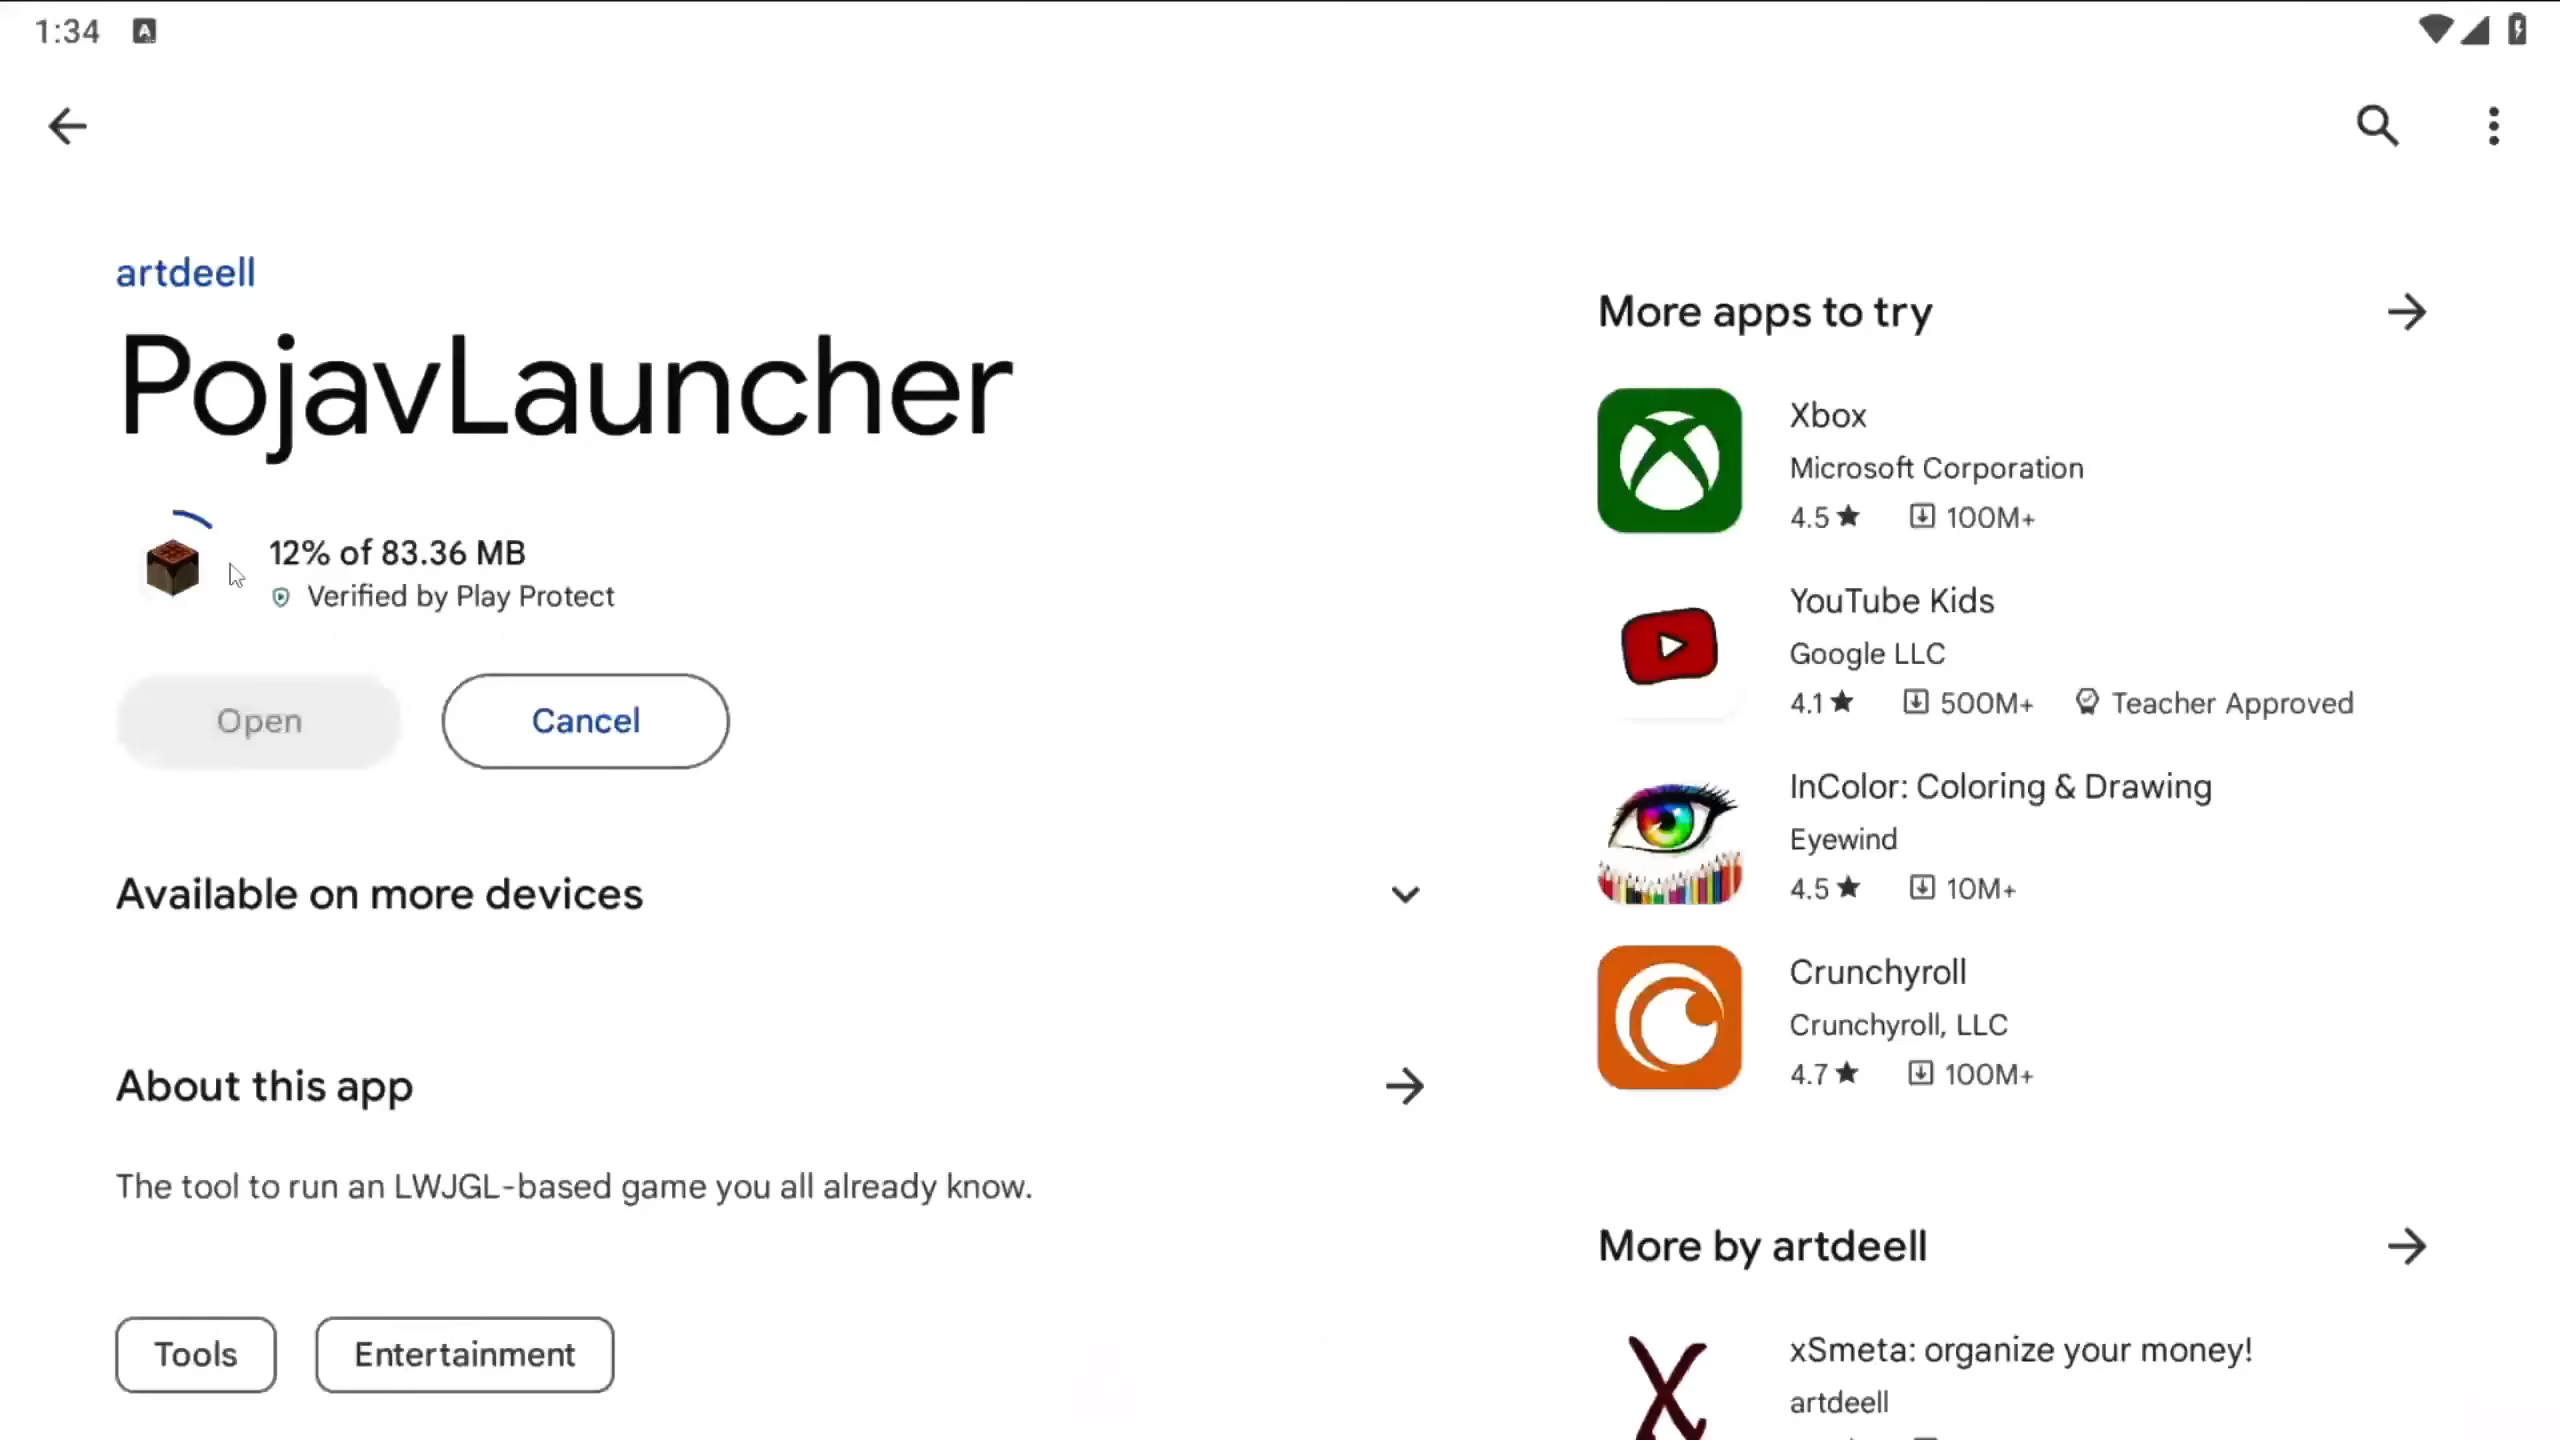 1:34
artdeell
PojavLauncher
12% of 83.36 MB
Verified by Play Protect
Open
Cancel
Available on more devices
About this app
The tool to run an LWJGL-based game you all already know.
Tools
Entertainment
More apps to try
Xbox
Microsoft Corporation
4.5★ 100M+
YouTube Kids
Google LLC
4.1★ 500M+ Teacher Approved
InColor: Coloring & Drawing
Eyewind
4.5★ 10M+
Crunchyroll
Crunchyroll, LLC
4.7★ 100M+
More by artdeell
xSmeta: organize your money!
artdeell